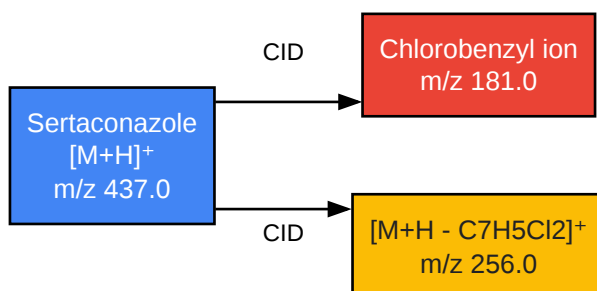 CID
Chlorobenzyl ion
m/z 181.0
Sertaconazole
[M+H]⁺
m/z 437.0
CID
[M+H - C7H5Cl2]⁺
m/z 256.0